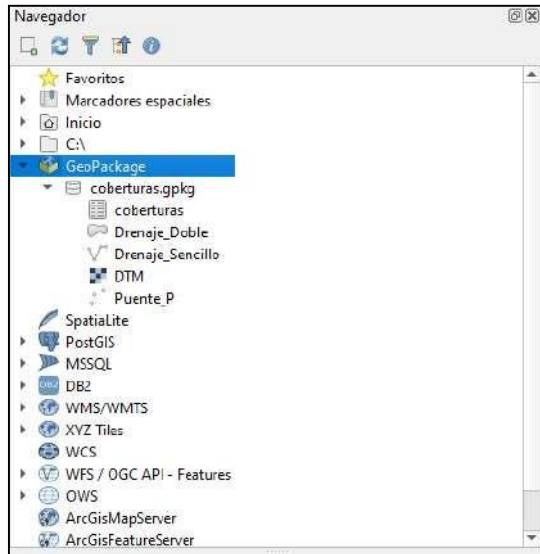 Navegador
Favoritos
Marcadores espaciales
Inicio
C:\
GeoPackage
coberturas.gpkg
coberturas
Drenaje_Doble
Drenaje_Sencillo
DTM
Puente_P
SpatiaLite
PostGIS
MSSQL
DB2
DB2
WMS/WMTS
XYZ Tiles
WCS
WFS / OGC API - Features
OWS
ArcGisMapServer
ArcGisFeatureServer